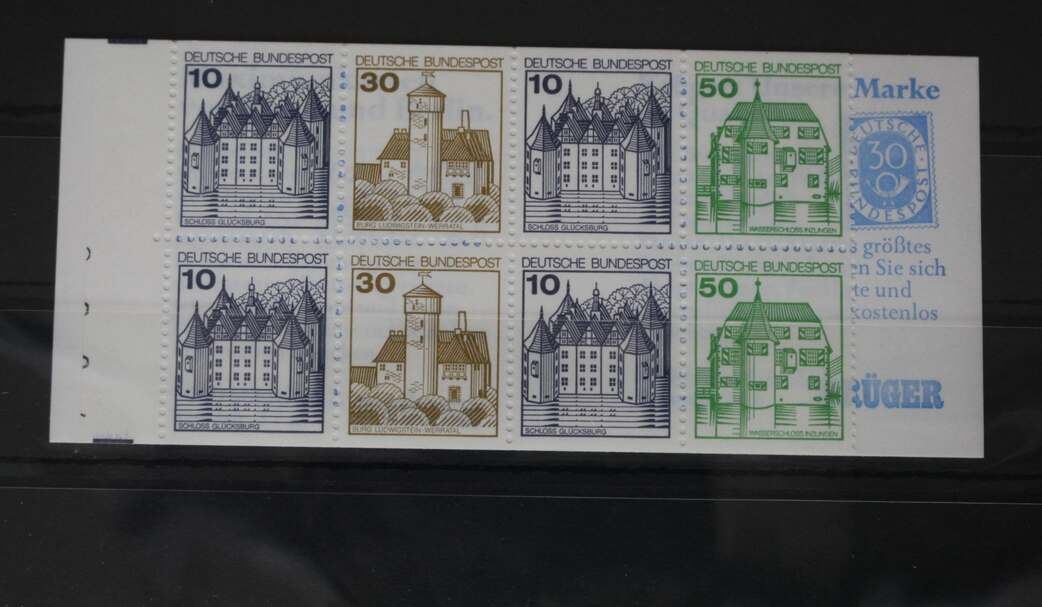 DEUTSCHE BUNDESPOST DEUTSCHE BUNDESPOST DEUTSCHE BUNDESPOST DEUTSCHE BUNDESPOST
10 30 10 50
SCHLOSS GLÜCKSBURG BURG LUDWIGSTEIN-WERRATAL SCHLOSS GLÜCKSBURG WASSERSCHLOSS INZLINGEN
DEUTSCHE BUNDESPOST DEUTSCHE BUNDESPOST DEUTSCHE BUNDESPOST DEUTSCHE BUNDESPOST
10 30 10 50
SCHLOSS GLÜCKSBURG BURG LUDWIGSTEIN-WERRATAL SCHLOSS GLÜCKSBURG WASSERSCHLOSS INZLINGEN
Marke
30
größtes
en Sie sich
te und
kostenlos
RÜGER